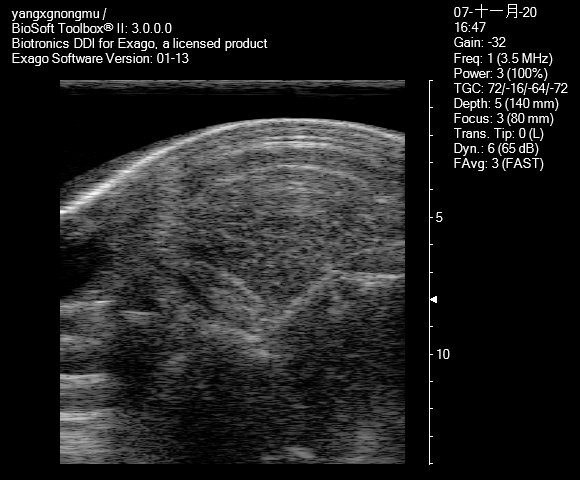 yangxgnongmu /
BioSoft Toolbox® II: 3.0.0.0
Biotronics DDI for Exago, a licensed product
Exago Software Version: 01-13
07-十一月-20
16:47
Gain: -32
Freq: 1 (3.5 MHz)
Power: 3 (100%)
TGC: 72/-16/-64/-72
Depth: 5 (140 mm)
Focus: 3 (80 mm)
Trans. Tip: 0 (L)
Dyn.: 6 (65 dB)
FAvg: 3 (FAST)
5
10